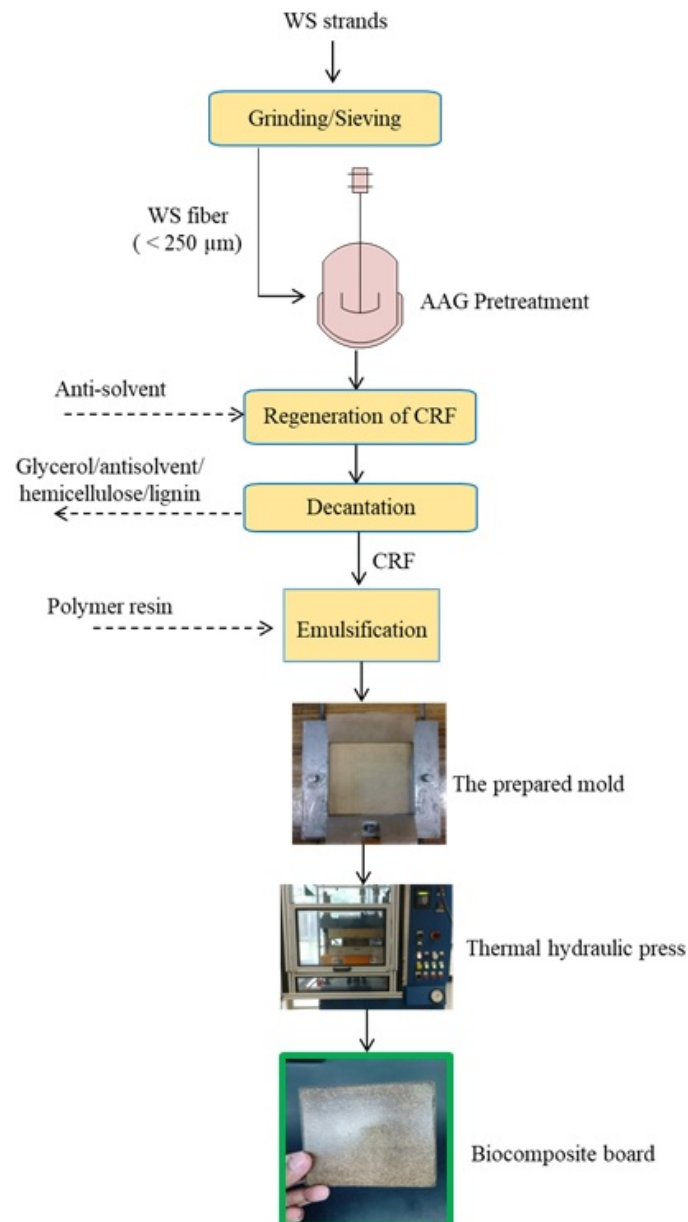 WS strands
Grinding/Sieving
WS fiber
( < 250 µm)
AAG Pretreatment
Anti-solvent
Regeneration of CRF
Glycerol/antisolvent/
hemicellulose/lignin
Decantation
CRF
Polymer resin
Emulsification
The prepared mold
Thermal hydraulic press
Biocomposite board